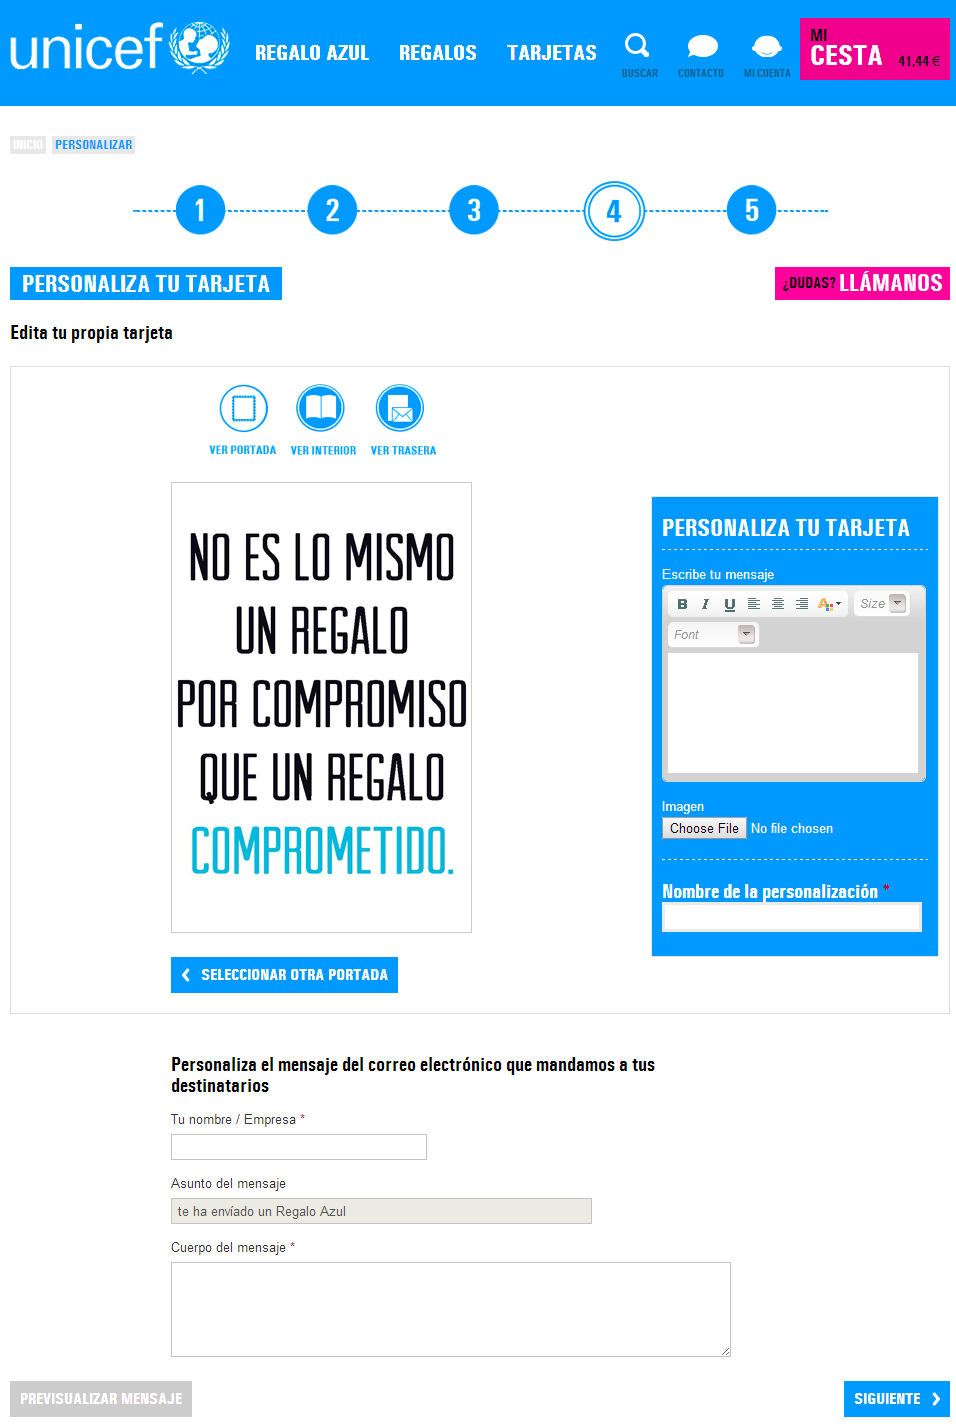 unicef
REGALO AZUL
REGALOS
TARJETAS
BUSCAR
CONTACTO
MI CUENTA
MI
CESTA
41,44 €
INICIO
PERSONALIZAR
1
2
3
4
5
PERSONALIZA TU TARJETA
¿DUDAS? LLÁMANOS
Edita tu propia tarjeta
VER PORTADA
VER INTERIOR
VER TRASERA
NO ES LO MISMO
UN REGALO
POR COMPROMISO
QUE UN REGALO
COMPROMETIDO.
SELECCIONAR OTRA PORTADA
PERSONALIZA TU TARJETA
Escribe tu mensaje
B I U A Size
Font
Imagen
Choose File No file chosen
Nombre de la personalización *
Personaliza el mensaje del correo electrónico que mandamos a tus
destinatarios
Tu nombre / Empresa *
Asunto del mensaje
te ha envíado un Regalo Azul
Cuerpo del mensaje *
PREVISUALIZAR MENSAJE
SIGUIENTE